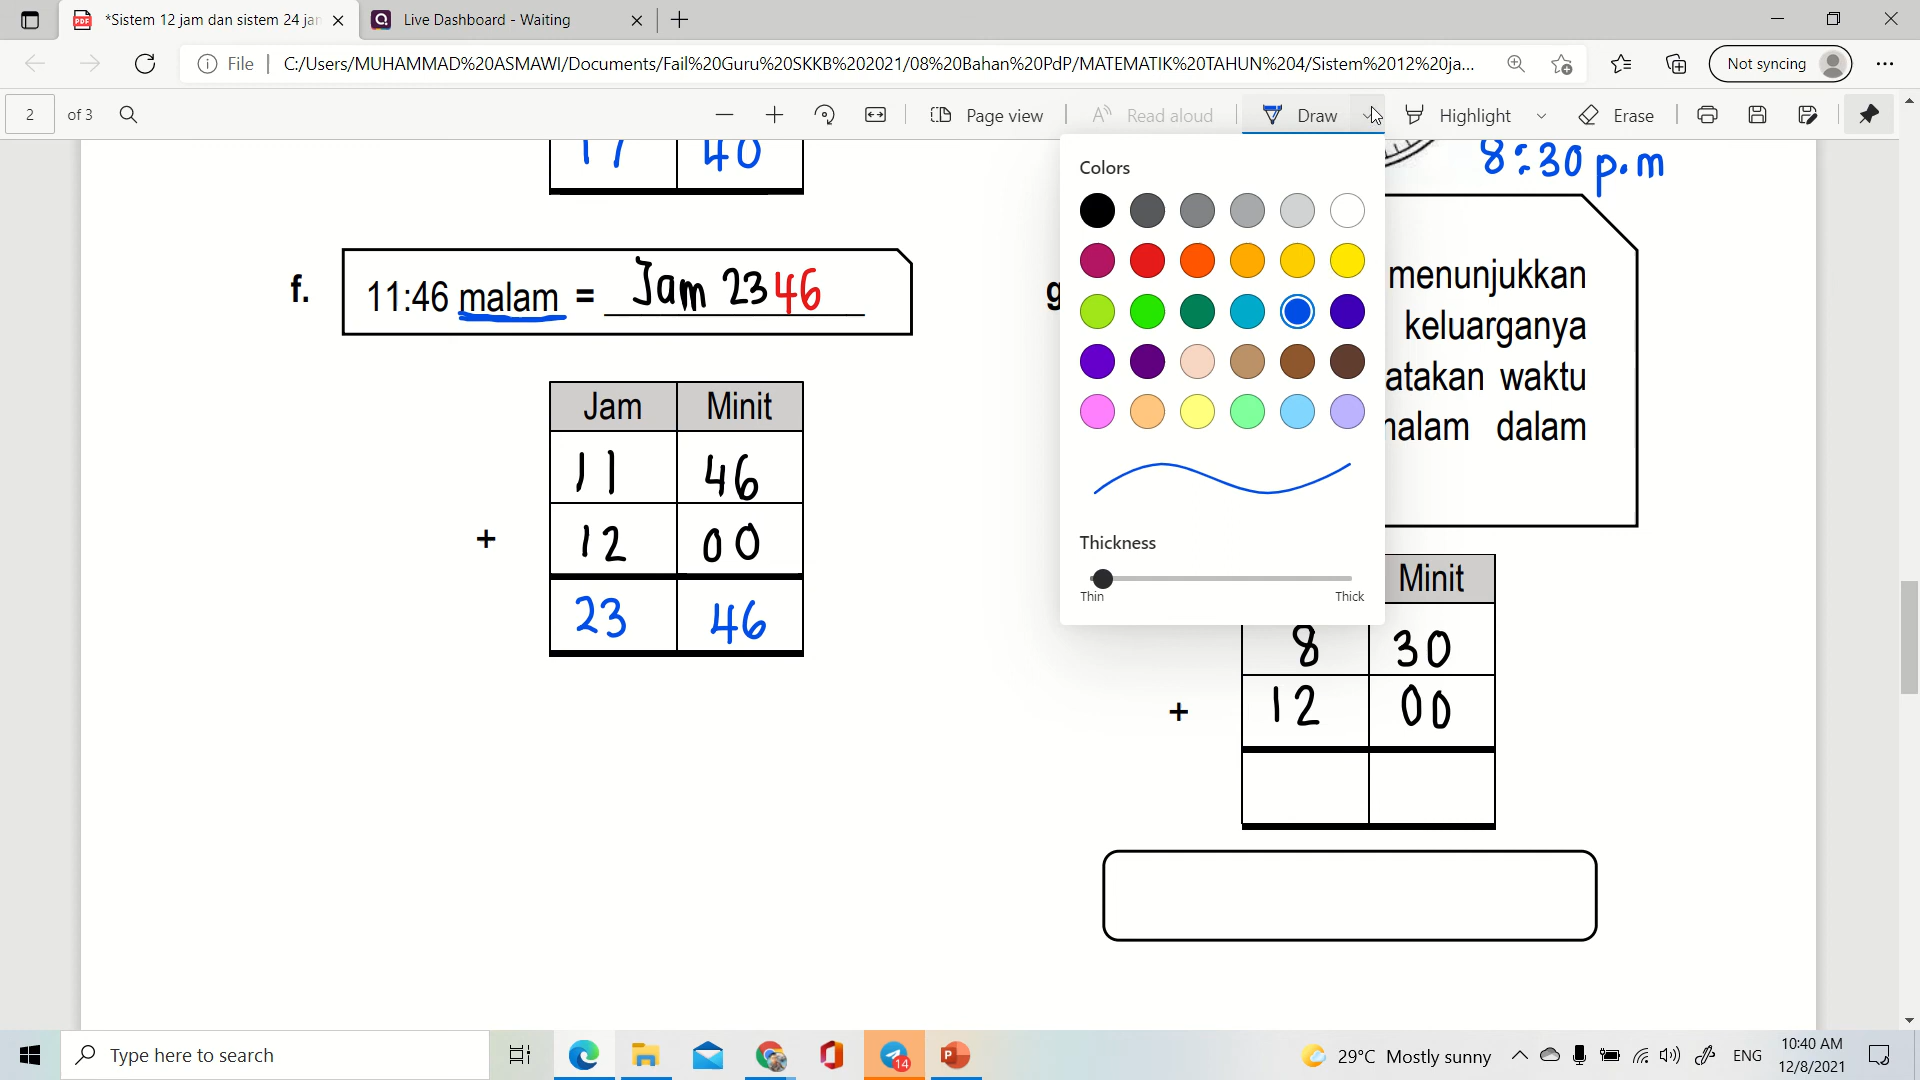 *Sistem 12 jam dan sistem 24 jar
Live Dashboard - Waiting
File
C:/Users/MUHAMMAD%20ASMAWI/Documents/Fail%20Guru%20SKKB%202021/08%20Bahan%20PdP/MATEMATIK%20TAHUN%204/Sistem%2012%20ja...
Not syncing
2 of 3
Page view
Read aloud
Draw
Highlight
Erase
17 40
8:30 p.m
f. 11:46 malam = Jam 2346
Jam Minit
11 46
+ 12 00
23 46
Colors
Thickness
Thin Thick
g
menunjukkan
keluarganya
atakan waktu
malam dalam
Minit
8 30
+ 12 00
Type here to search
14
29°C Mostly sunny
ENG
10:40 AM
12/8/2021